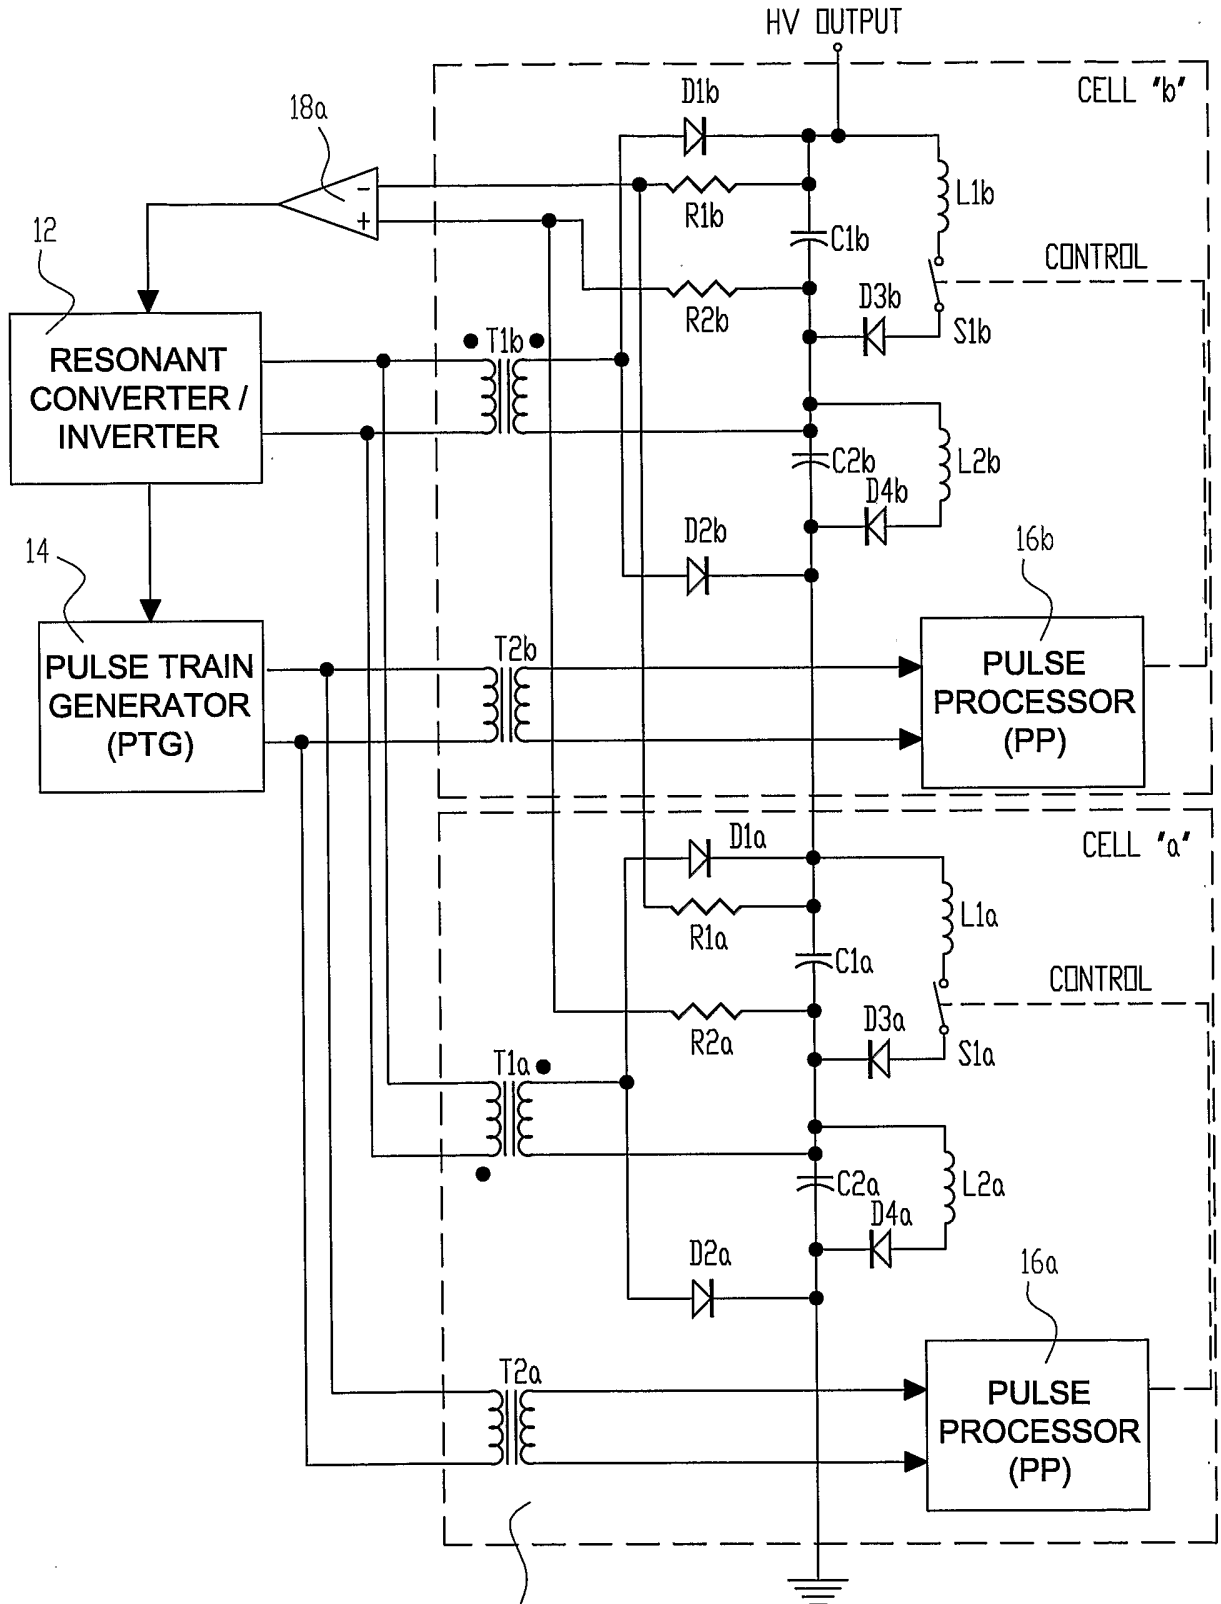 HV OUTPUT
CELL "b"
D1b
18a
−
+
R1b
L1b
C1b
12
CONTROL
R2b
D3b
S1b
T1b
RESONANT
CONVERTER /
INVERTER
C2b
L2b
D4b
D2b
14
16b
T2b
PULSE TRAIN
GENERATOR
(PTG)
PULSE
PROCESSOR
(PP)
D1a
CELL "a"
R1a
L1a
C1a
CONTROL
R2a
D3a
S1a
T1a
C2a
L2a
D4a
D2a
16a
T2a
PULSE
PROCESSOR
(PP)